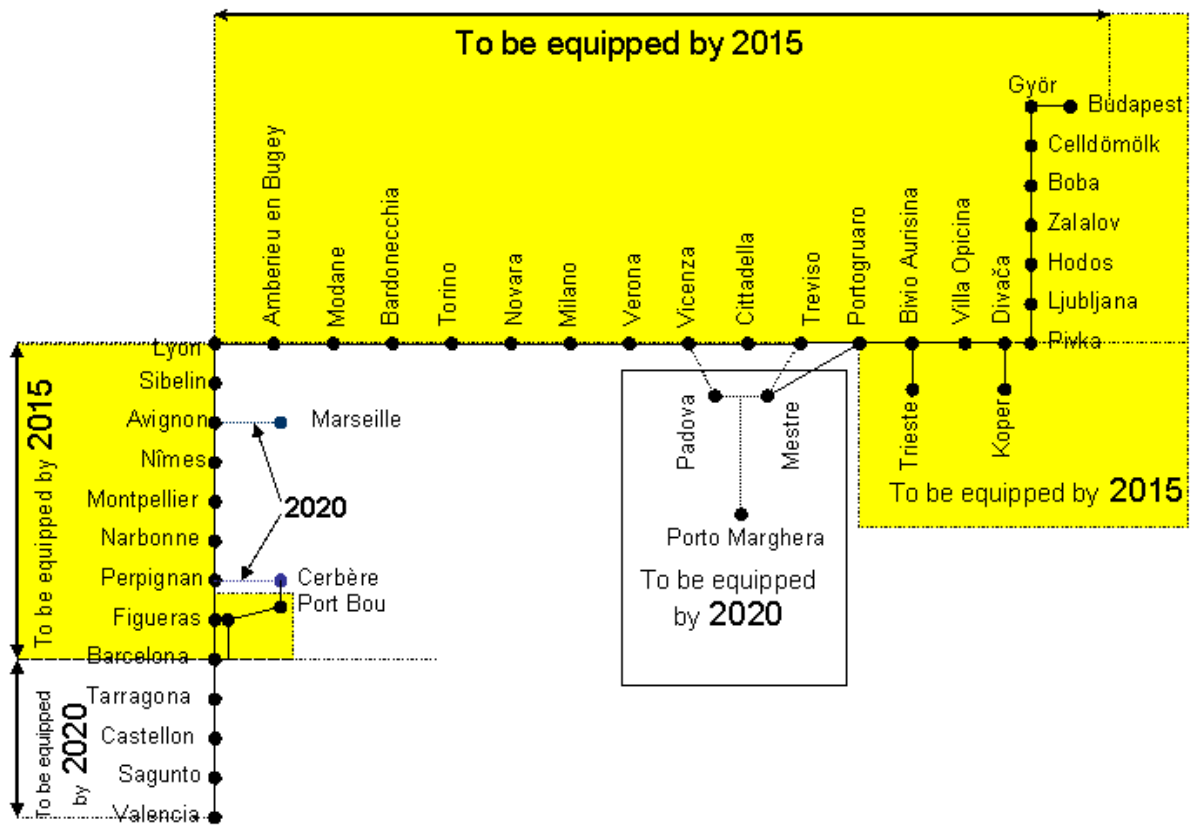 To be equipped by 2015
Györ
Budapest
Celldömölk
Boba
Zalalov
Hodos
Ljubljana
Pivka
Amberieu en Bugey
Modane
Bardonecchia
Torino
Novara
Milano
Verona
Vicenza
Cittadella
Treviso
Portogruaro
Bivio Aurisina
Villa Opicina
Divača
Lyon
Sibelin
Avignon
Marseille
Nîmes
Montpellier
2020
Narbonne
Perpignan
Cerbère
Port Bou
Figueras
Barcelona
Tarragona
Castellon
Sagunto
Valencia
To be equipped by 2015
To be equipped
by 2020
Padova
Mestre
Porto Marghera
To be equipped
by 2020
Trieste
Koper
To be equipped by 2015